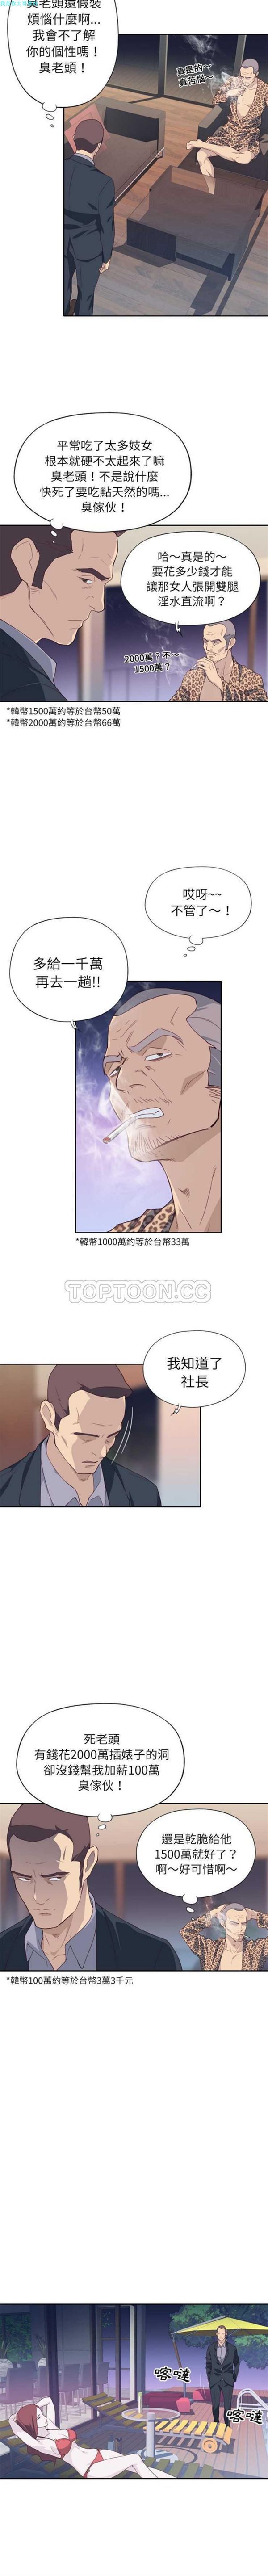 臭老頭還假裝
煩惱什麼啊...
我會不了解
你的個性嗎！
臭老頭！
真是的～
真苦惱～
平常吃了太多妓女
根本就硬不太起來了嘛
臭老頭！不是說什麼
快死了要吃點天然的嗎...
臭傢伙！
哈～真是的～
要花多少錢才能
讓那女人張開雙腿
淫水直流啊？
2000萬？不～
1500萬？
*韓幣1500萬約等於台幣50萬
*韓幣2000萬約等於台幣66萬
哎呀~~
不管了～！
多給一千萬
再去一趟!!
*韓幣1000萬約等於台幣33萬
TOPTOON.CC
我知道了
社長
死老頭
有錢花2000萬插婊子的洞
卻沒錢幫我加薪100萬
臭傢伙！
還是乾脆給他
1500萬就好了？
啊～好可惜啊～
*韓幣100萬約等於台幣3萬3千元
喀噠
喀噠